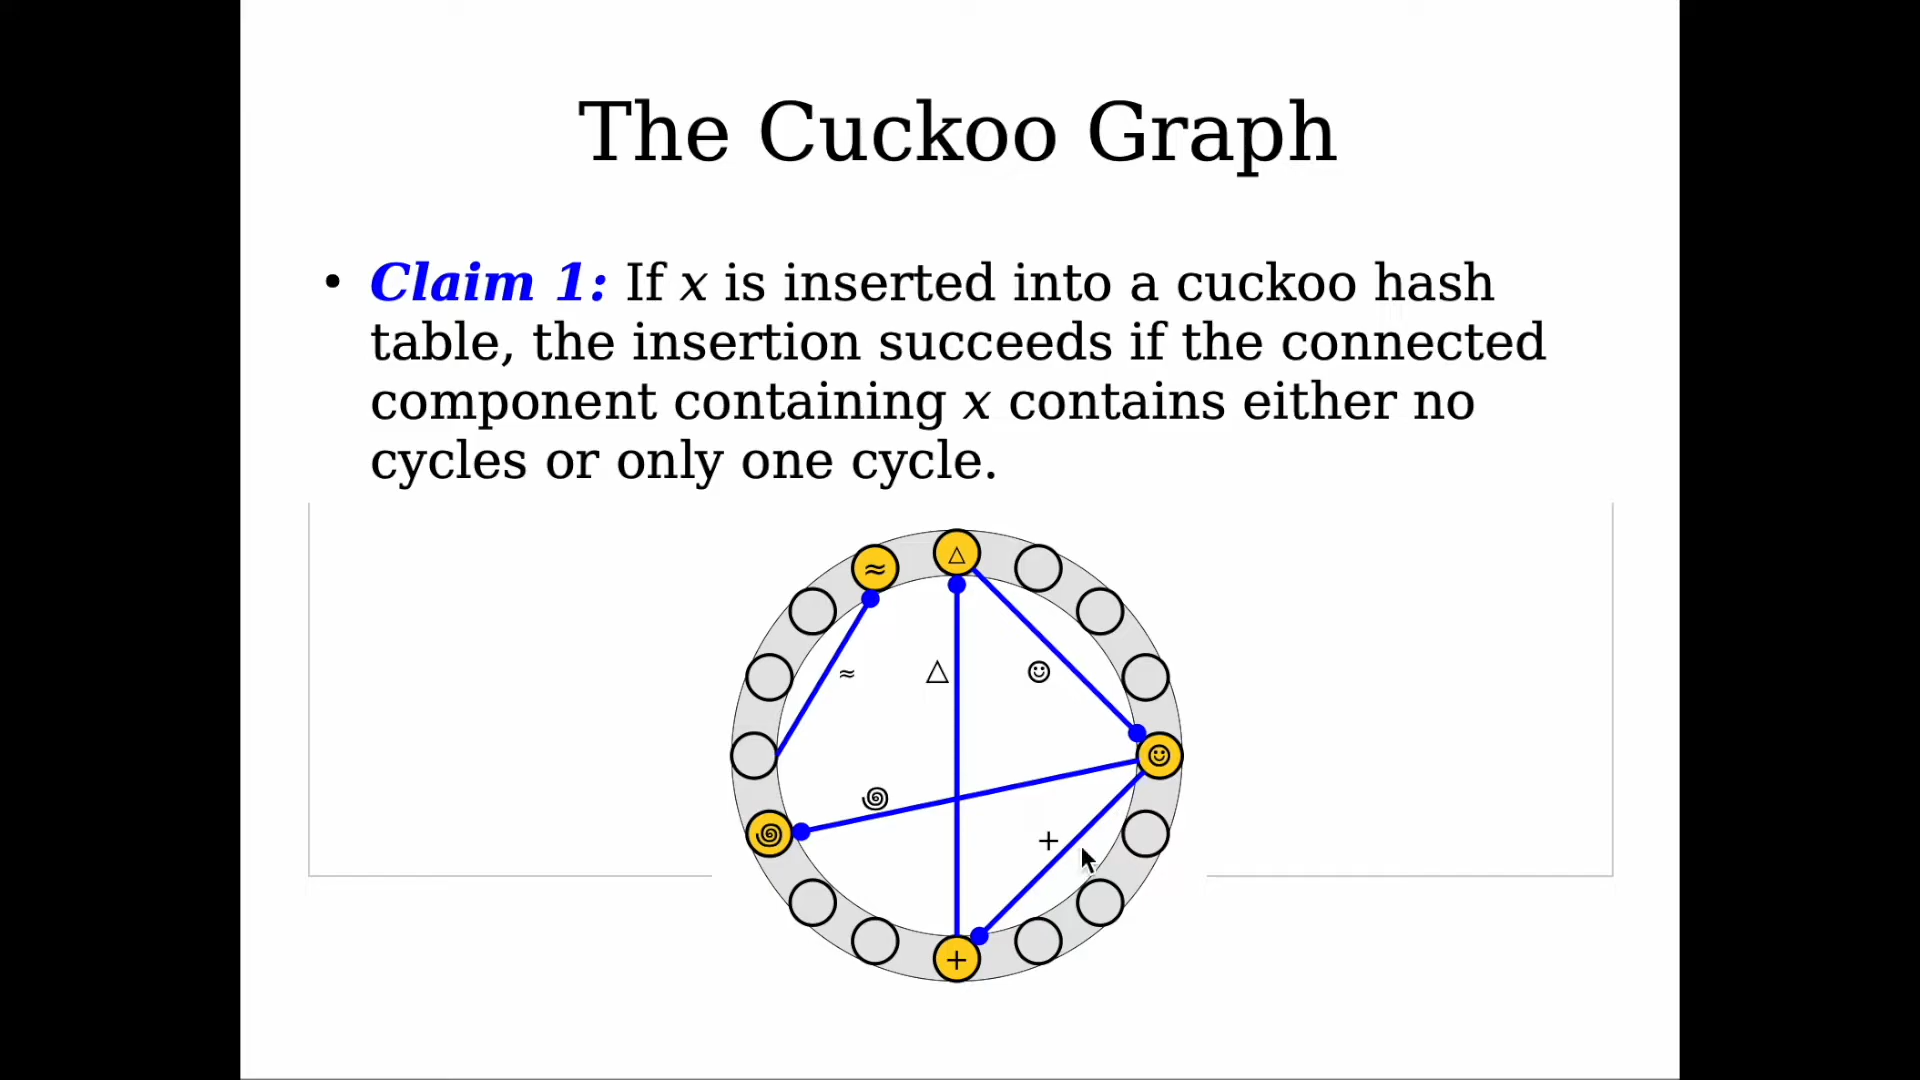 The Cuckoo Graph
• Claim 1: If x is inserted into a cuckoo hash
table, the insertion succeeds if the connected
component containing x contains either no
cycles or only one cycle.
≈ △
≈ △ ☺
☺
+
+